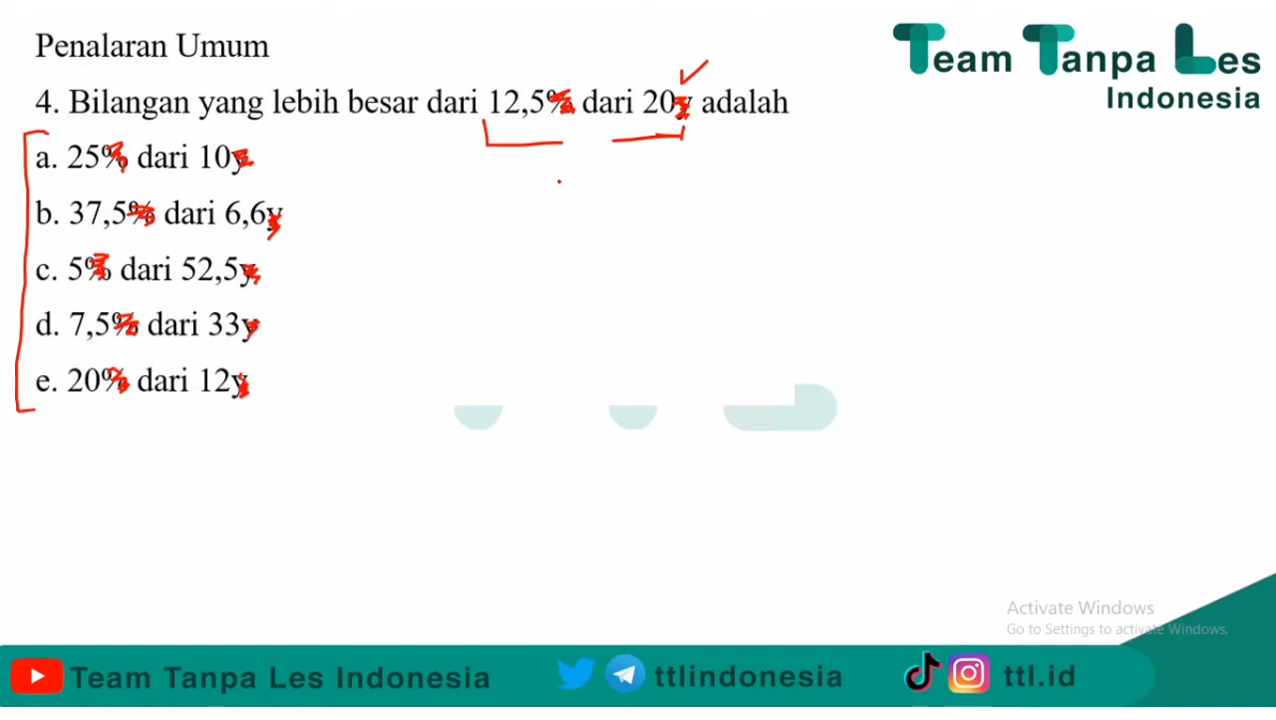 Penalaran Umum
Team Tanpa Les
Indonesia
4. Bilangan yang lebih besar dari 12,5% dari 20y adalah
a. 25% dari 10y
b. 37,5% dari 6,6y
c. 5% dari 52,5y
d. 7,5% dari 33y
e. 20% dari 12y
Activate Windows
Go to Settings to activate Windows.
Team Tanpa Les Indonesia
ttlindonesia
ttl.id